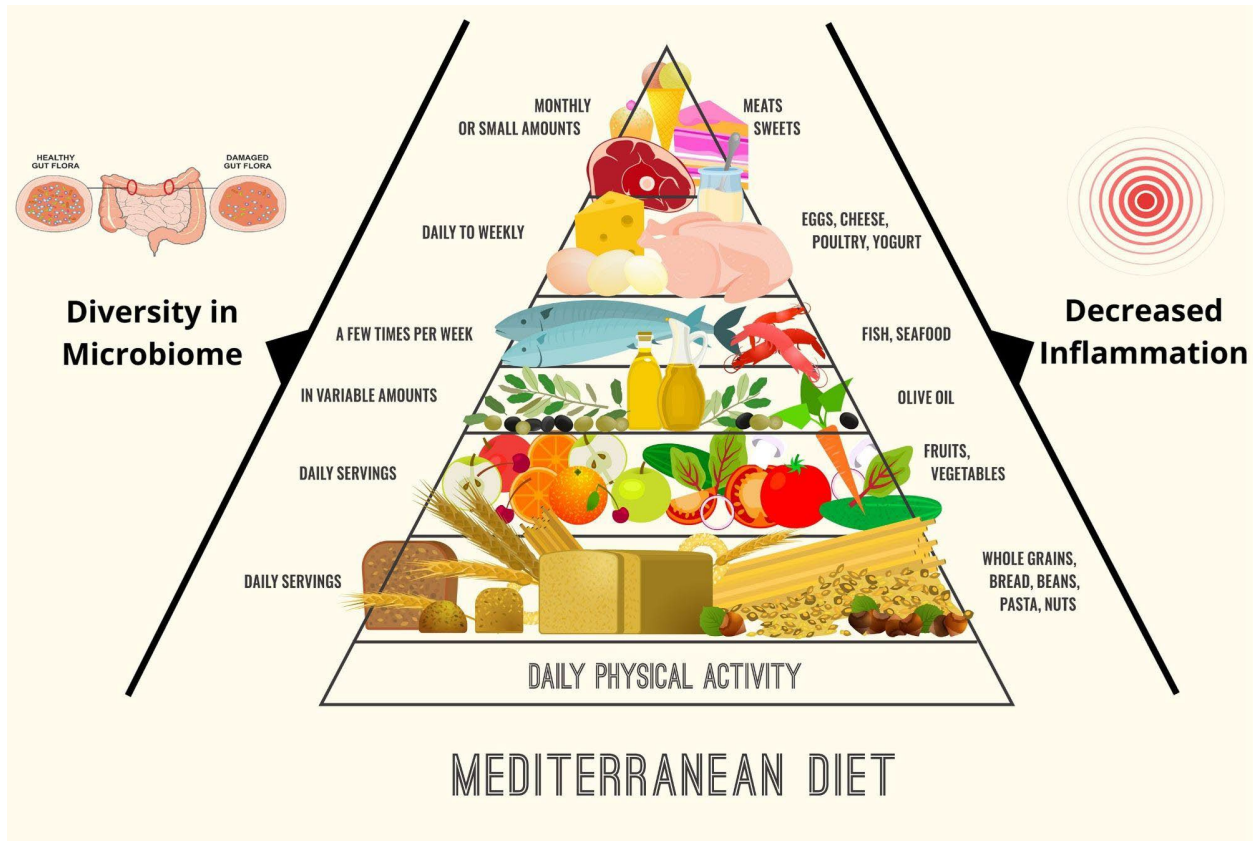 MONTHLY
OR SMALL AMOUNTS
MEATS
SWEETS
HEALTHY
GUT FLORA
DAMAGED
GUT FLORA
DAILY TO WEEKLY
EGGS, CHEESE,
POULTRY, YOGURT
Diversity in
Microbiome
A FEW TIMES PER WEEK
FISH, SEAFOOD
Decreased
Inflammation
IN VARIABLE AMOUNTS
OLIVE OIL
DAILY SERVINGS
FRUITS,
VEGETABLES
DAILY SERVINGS
WHOLE GRAINS,
BREAD, BEANS,
PASTA, NUTS
DAILY PHYSICAL ACTIVITY
MEDITERRANEAN DIET